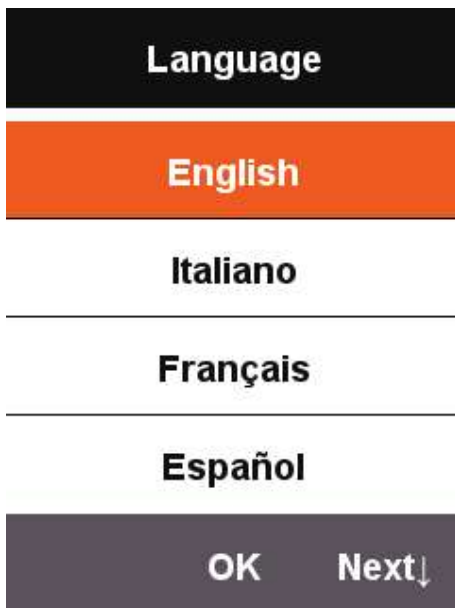 Language
English
Italiano
Français
Español
OK Next↓